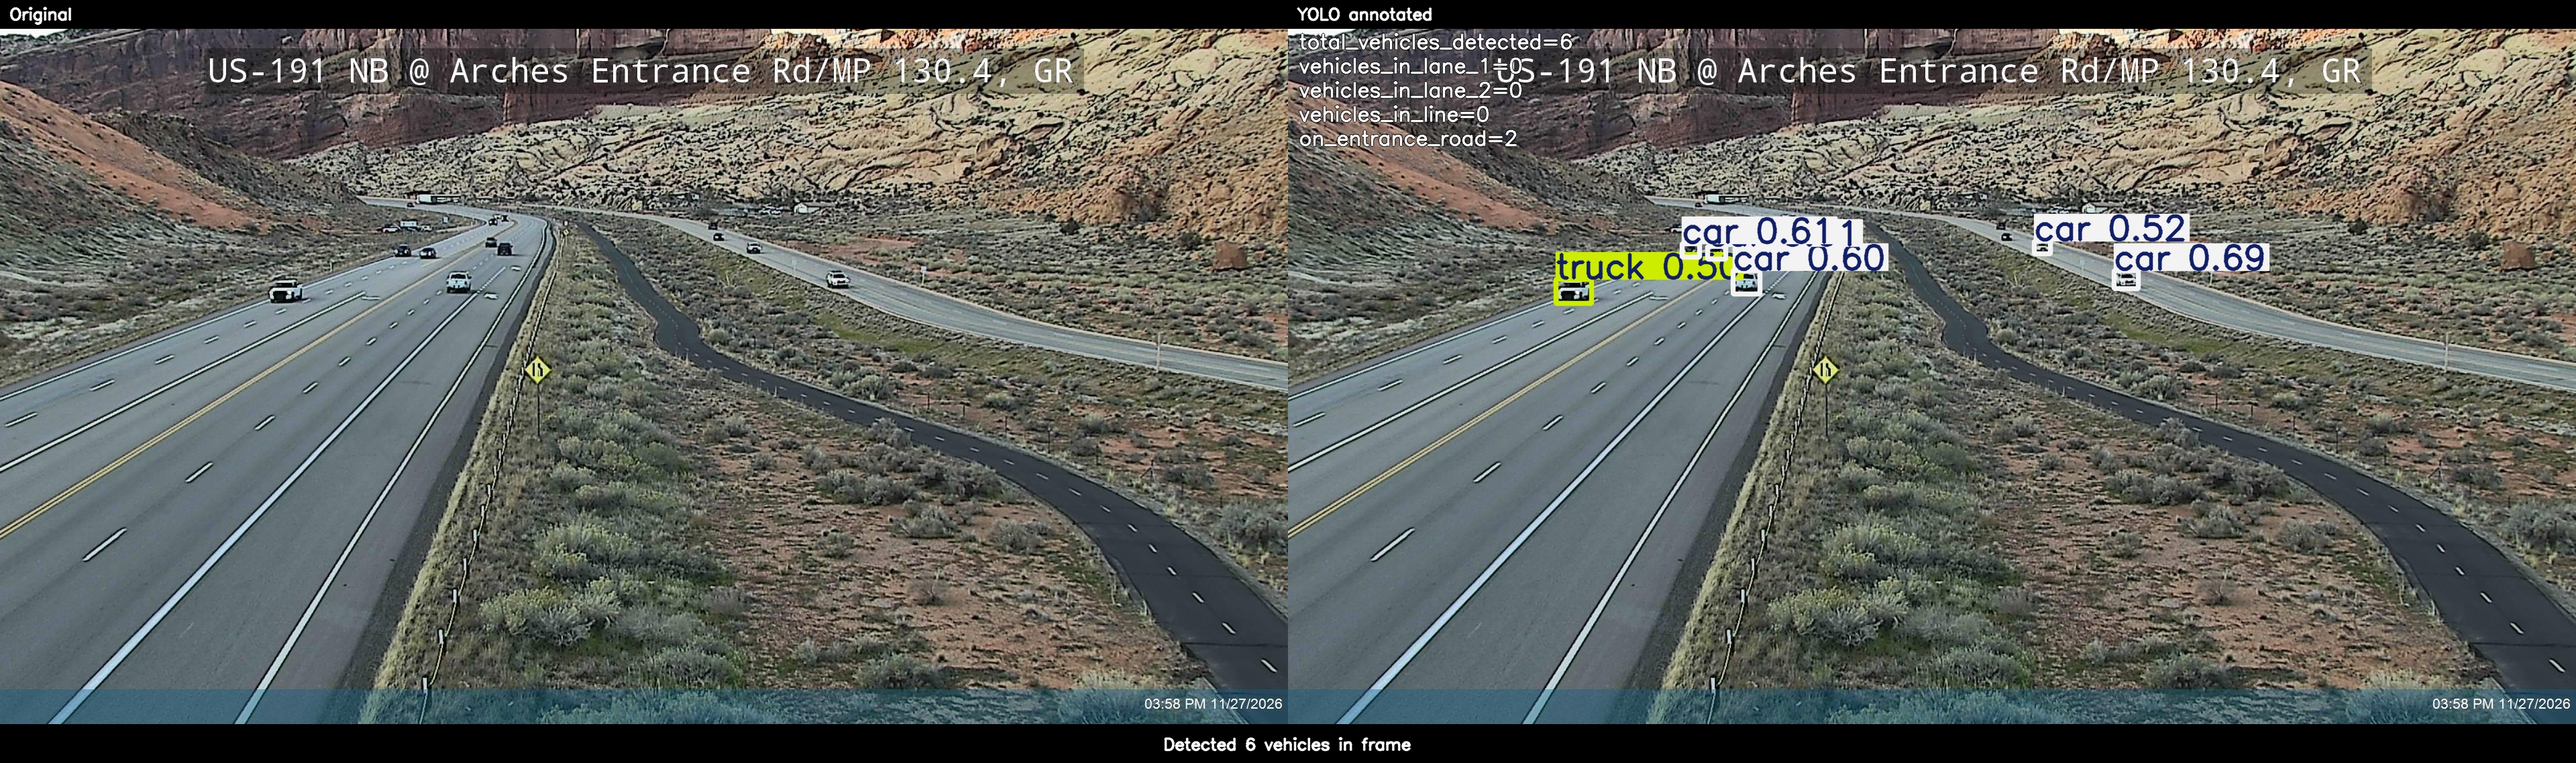 Original
US-191 NB @ Arches Entrance Rd/MP 130.4, GR
03:58 PM 11/27/2026
YOLO annotated
total_vehicles_detected=6
vehicles_in_lane_1=0
US-191 NB @ Arches Entrance Rd/MP 130.4, GR
vehicles_in_lane_2=0
vehicles_in_line=0
on_entrance_road=2
car 0.61
car 0.52
truck 0.50
car 0.60
car 0.69
03:58 PM 11/27/2026
Detected 6 vehicles in frame